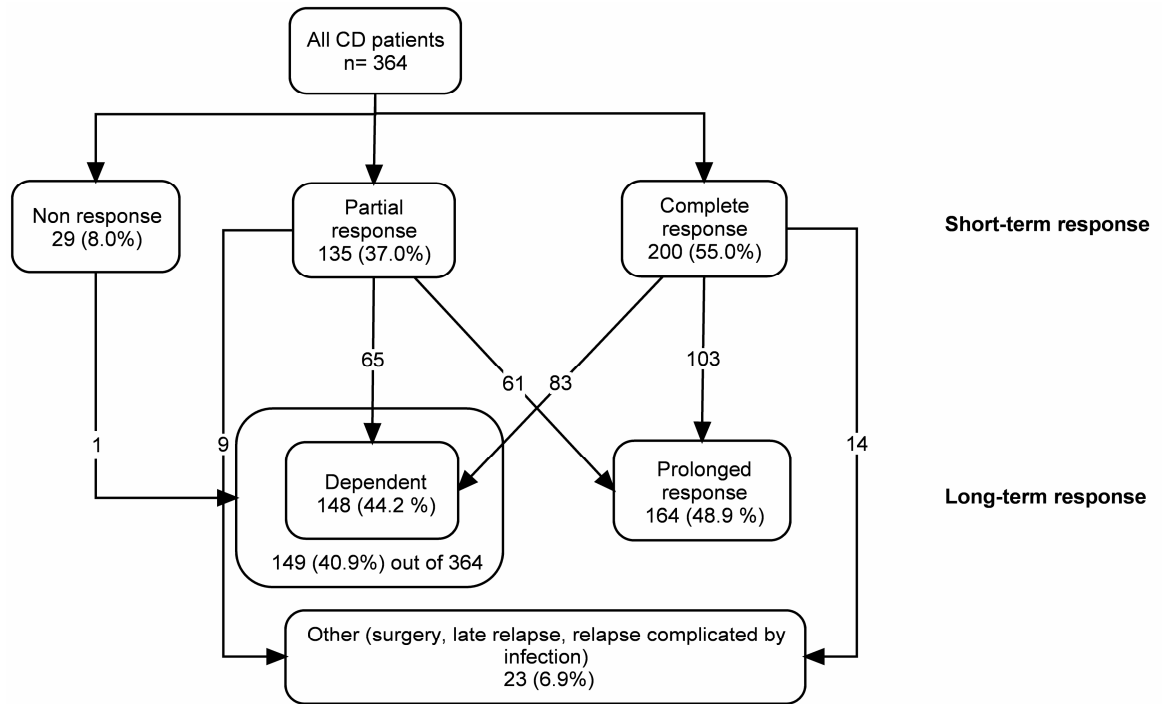 All CD patients
n= 364
Non response
29 (8.0%)
Partial
response
135 (37.0%)
Complete
response
200 (55.0%)
Short-term response
65
103
61
83
1
9
14
Dependent
148 (44.2 %)
149 (40.9%) out of 364
Prolonged
response
164 (48.9 %)
Long-term response
Other (surgery, late relapse, relapse complicated by
infection)
23 (6.9%)